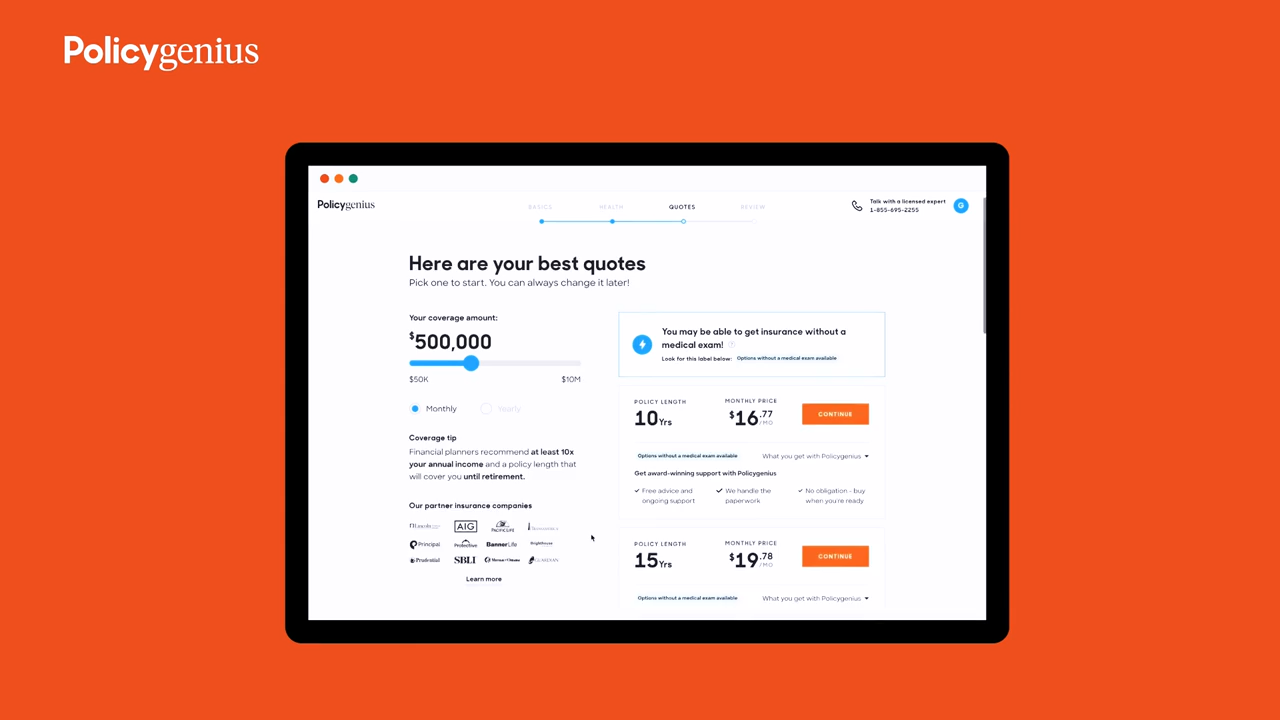 Policygenius
Policygenius
BASICS
HEALTH
QUOTES
REVIEW
Talk with a licensed expert
1-855-695-2255
G
Here are your best quotes
Pick one to start. You can always change it later!
Your coverage amount:
$500,000
$50K
$10M
Monthly
Yearly
Coverage tip
Financial planners recommend at least 10x
your annual income and a policy length that
will cover you until retirement.
Our partner insurance companies
Lincoln
AIG
PACIFIC LIFE
Principal
Protective
BannerLife
Brighthouse
Prudential
SBLI
GUARDIAN
Learn more
You may be able to get insurance without a
medical exam!
Look for this label below: Options without a medical exam available
POLICY LENGTH
10Yrs
MONTHLY PRICE
$16.77
/MO
CONTINUE
Options without a medical exam available
What you get with Policygenius
Get award-winning support with Policygenius
Free advice and
ongoing support
We handle the
paperwork
No obligation - buy
when you're ready
POLICY LENGTH
15Yrs
MONTHLY PRICE
$19.78
/MO
CONTINUE
Options without a medical exam available
What you get with Policygenius